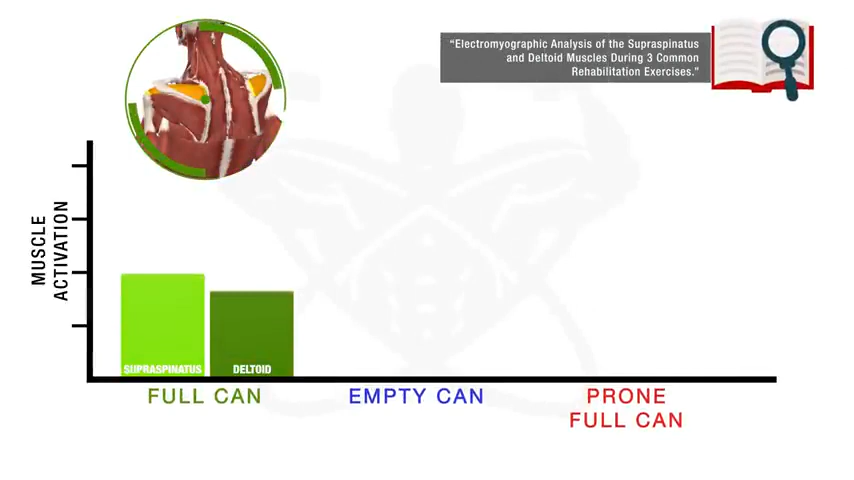 “Electromyographic Analysis of the Supraspinatus
and Deltoid Muscles During 3 Common
Rehabilitation Exercises.”
MUSCLE
ACTIVATION
SUPRASPINATUS
DELTOID
FULL CAN
EMPTY CAN
PRONE
FULL CAN